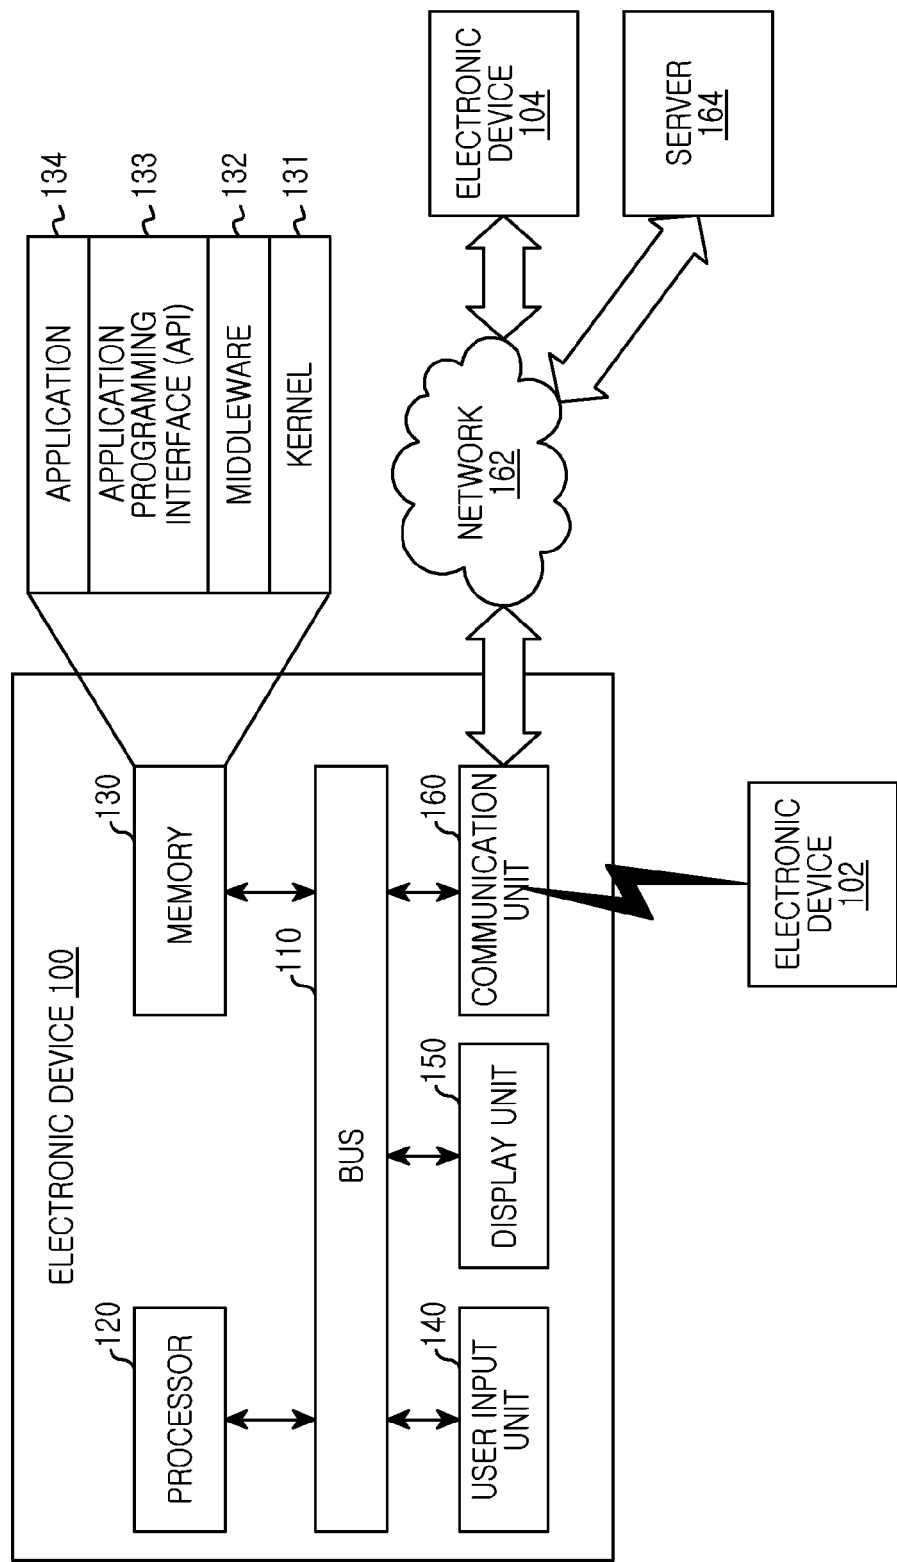 ELECTRONIC DEVICE 100
120
PROCESSOR
130
MEMORY
110
BUS
140
USER INPUT
UNIT
150
DISPLAY UNIT
160
COMMUNICATION
UNIT
APPLICATION
134
APPLICATION
PROGRAMMING
INTERFACE (API)
133
MIDDLEWARE
132
KERNEL
131
NETWORK
162
ELECTRONIC
DEVICE
104
SERVER
164
ELECTRONIC
DEVICE
102